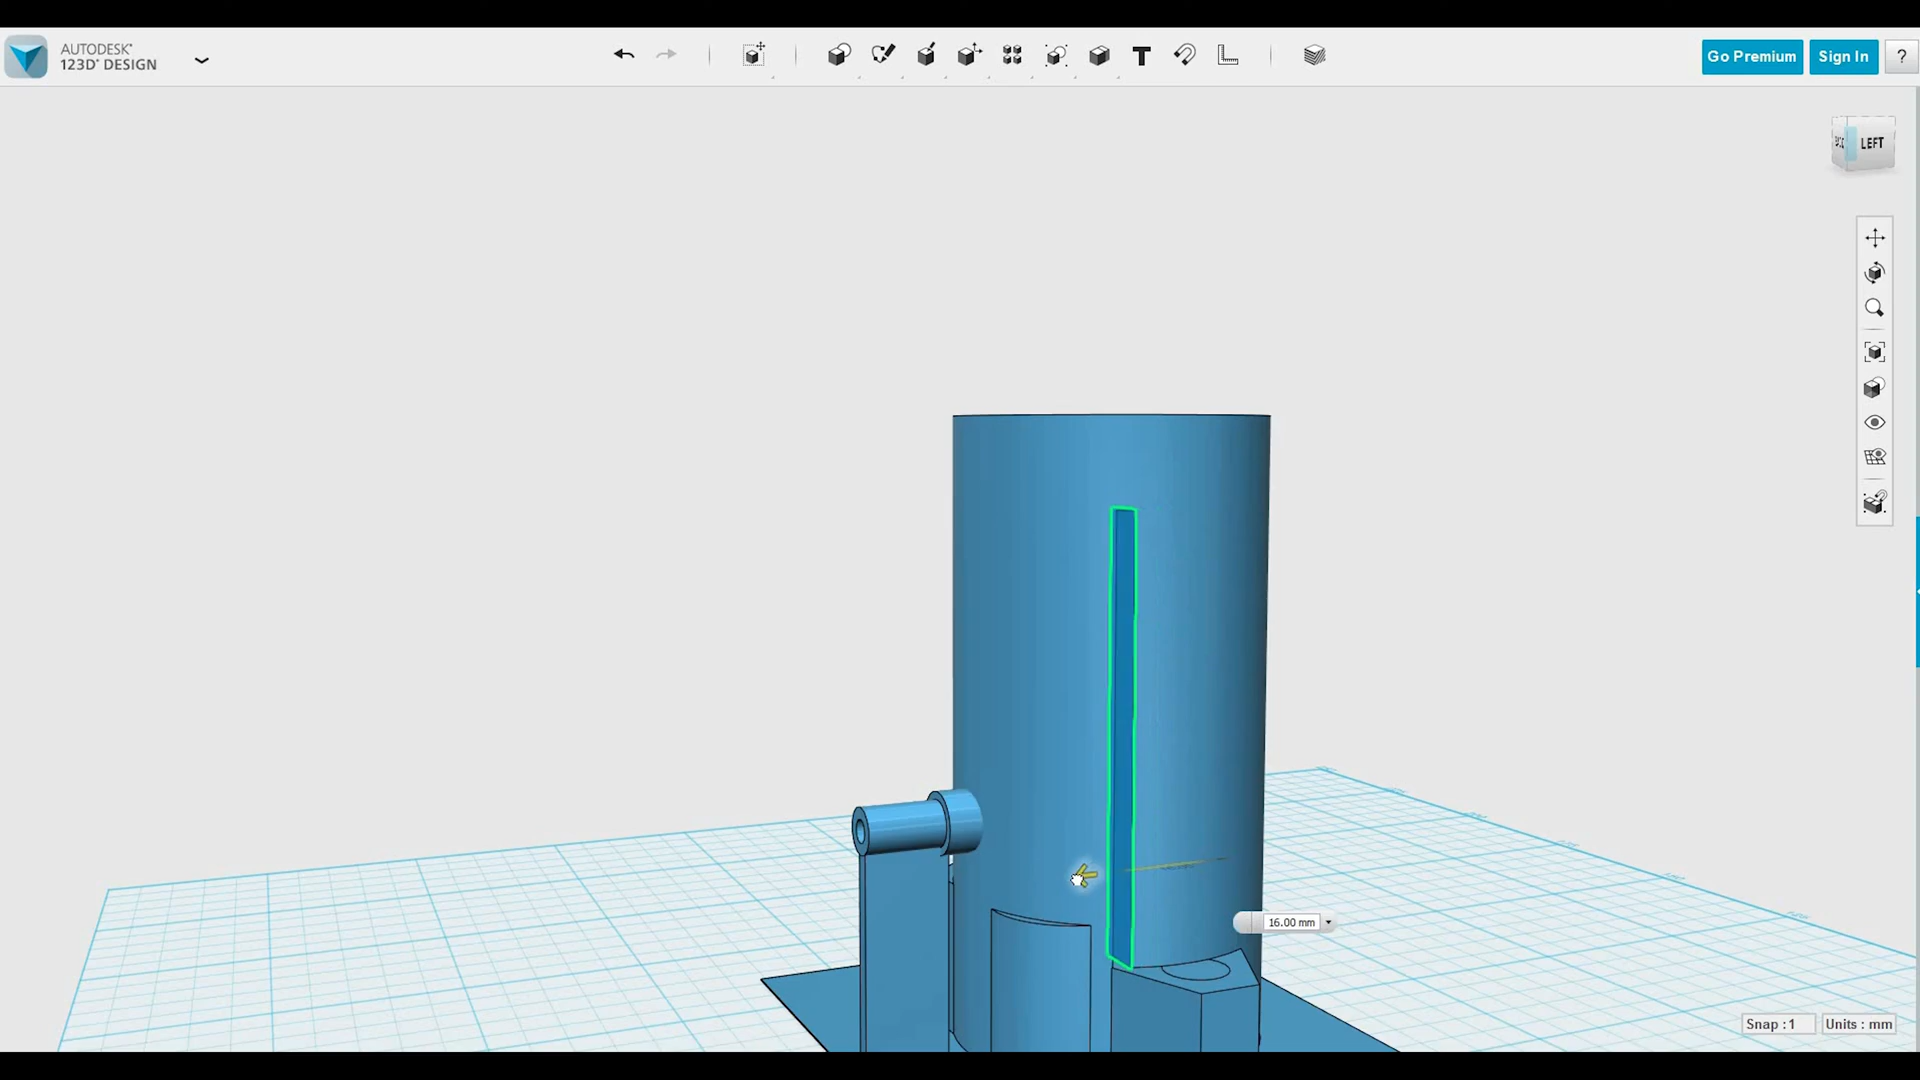 AUTODESK®
123D® DESIGN
T
Go Premium
Sign In
?
LEFT
16.00 mm
Snap : 1
Units : mm